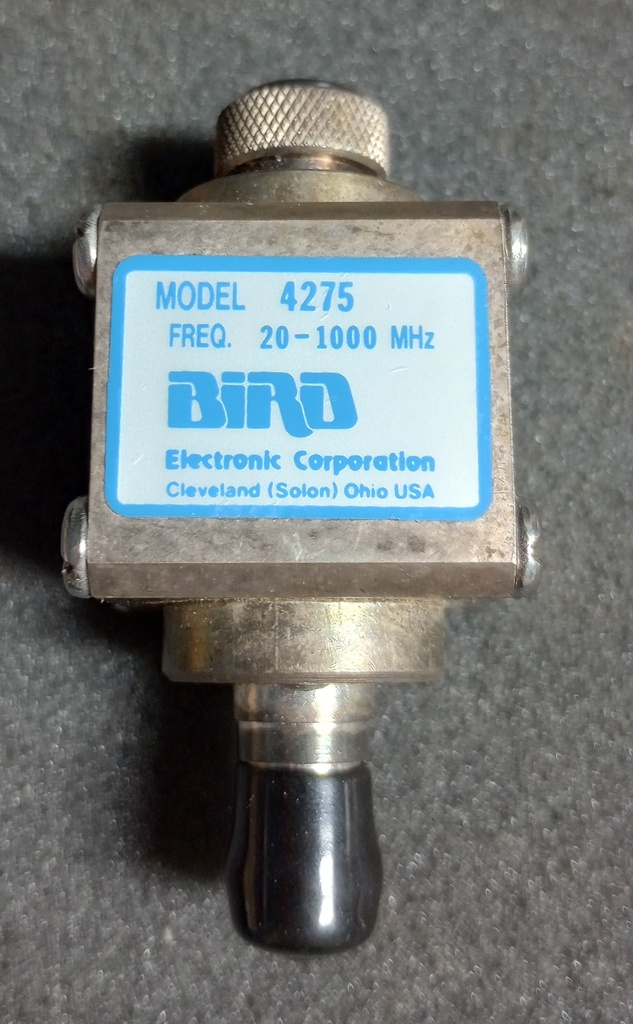 MODEL 4275
FREQ. 20-1000 MHz
BIRD
Electronic Corporation
Cleveland (Solon) Ohio USA